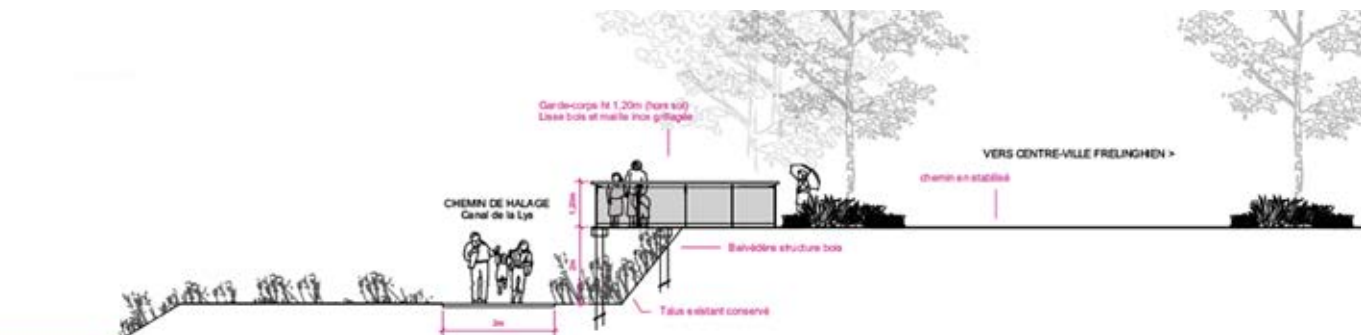 Garde-corps ht 1,20m (hors sol)
Lisse bois et maille inox grillagée
VERS CENTRE-VILLE FRELINGHIEN >
chemin en stabilisé
CHEMIN DE HALAGE
Canal de la Lys
1,20m
Belvédère structure bois
2m
Talus existant conservé
3m